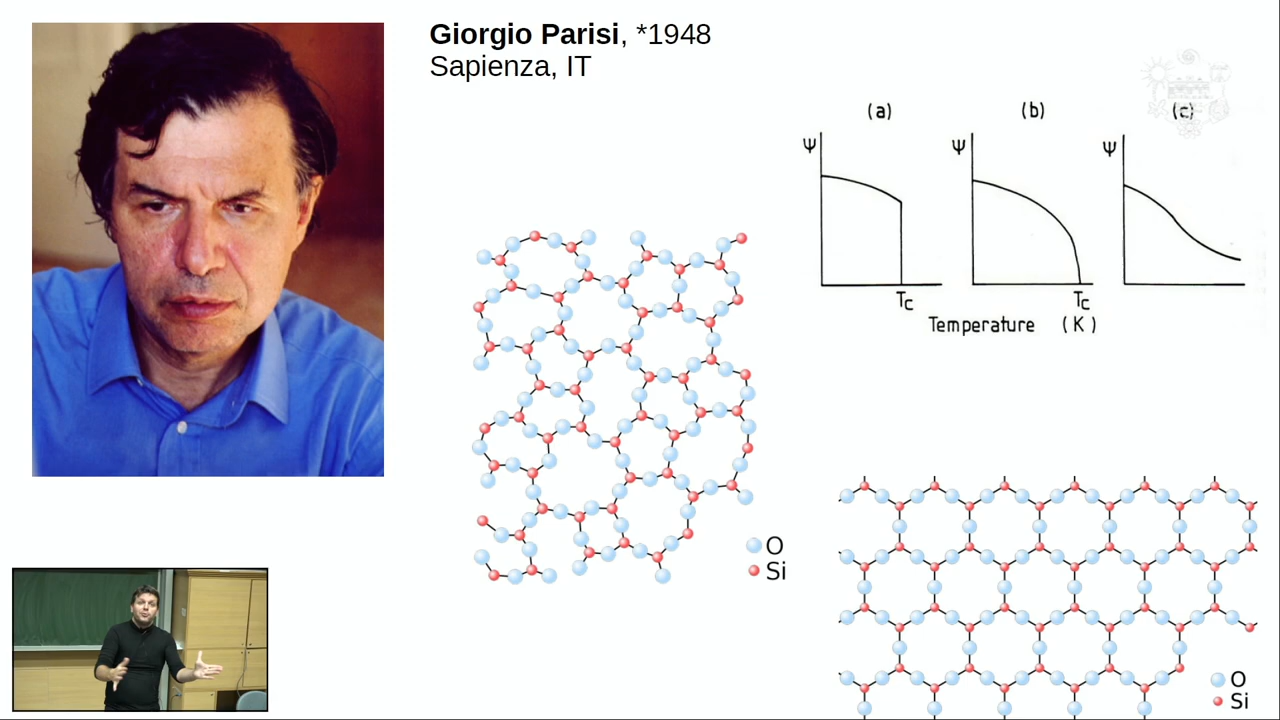 Giorgio Parisi, *1948
Sapienza, IT
(a) (b) (c)
Ψ Ψ Ψ
Tc Tc
Temperature (K)
O
Si
O
Si